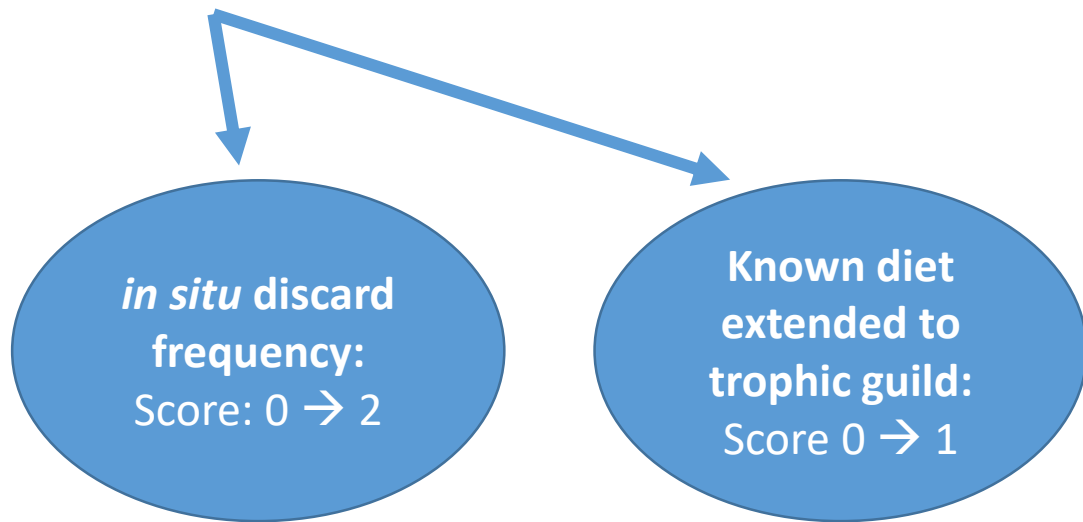 in situ discard
frequency:
Score: 0 → 2
Known diet
extended to
trophic guild:
Score 0 → 1